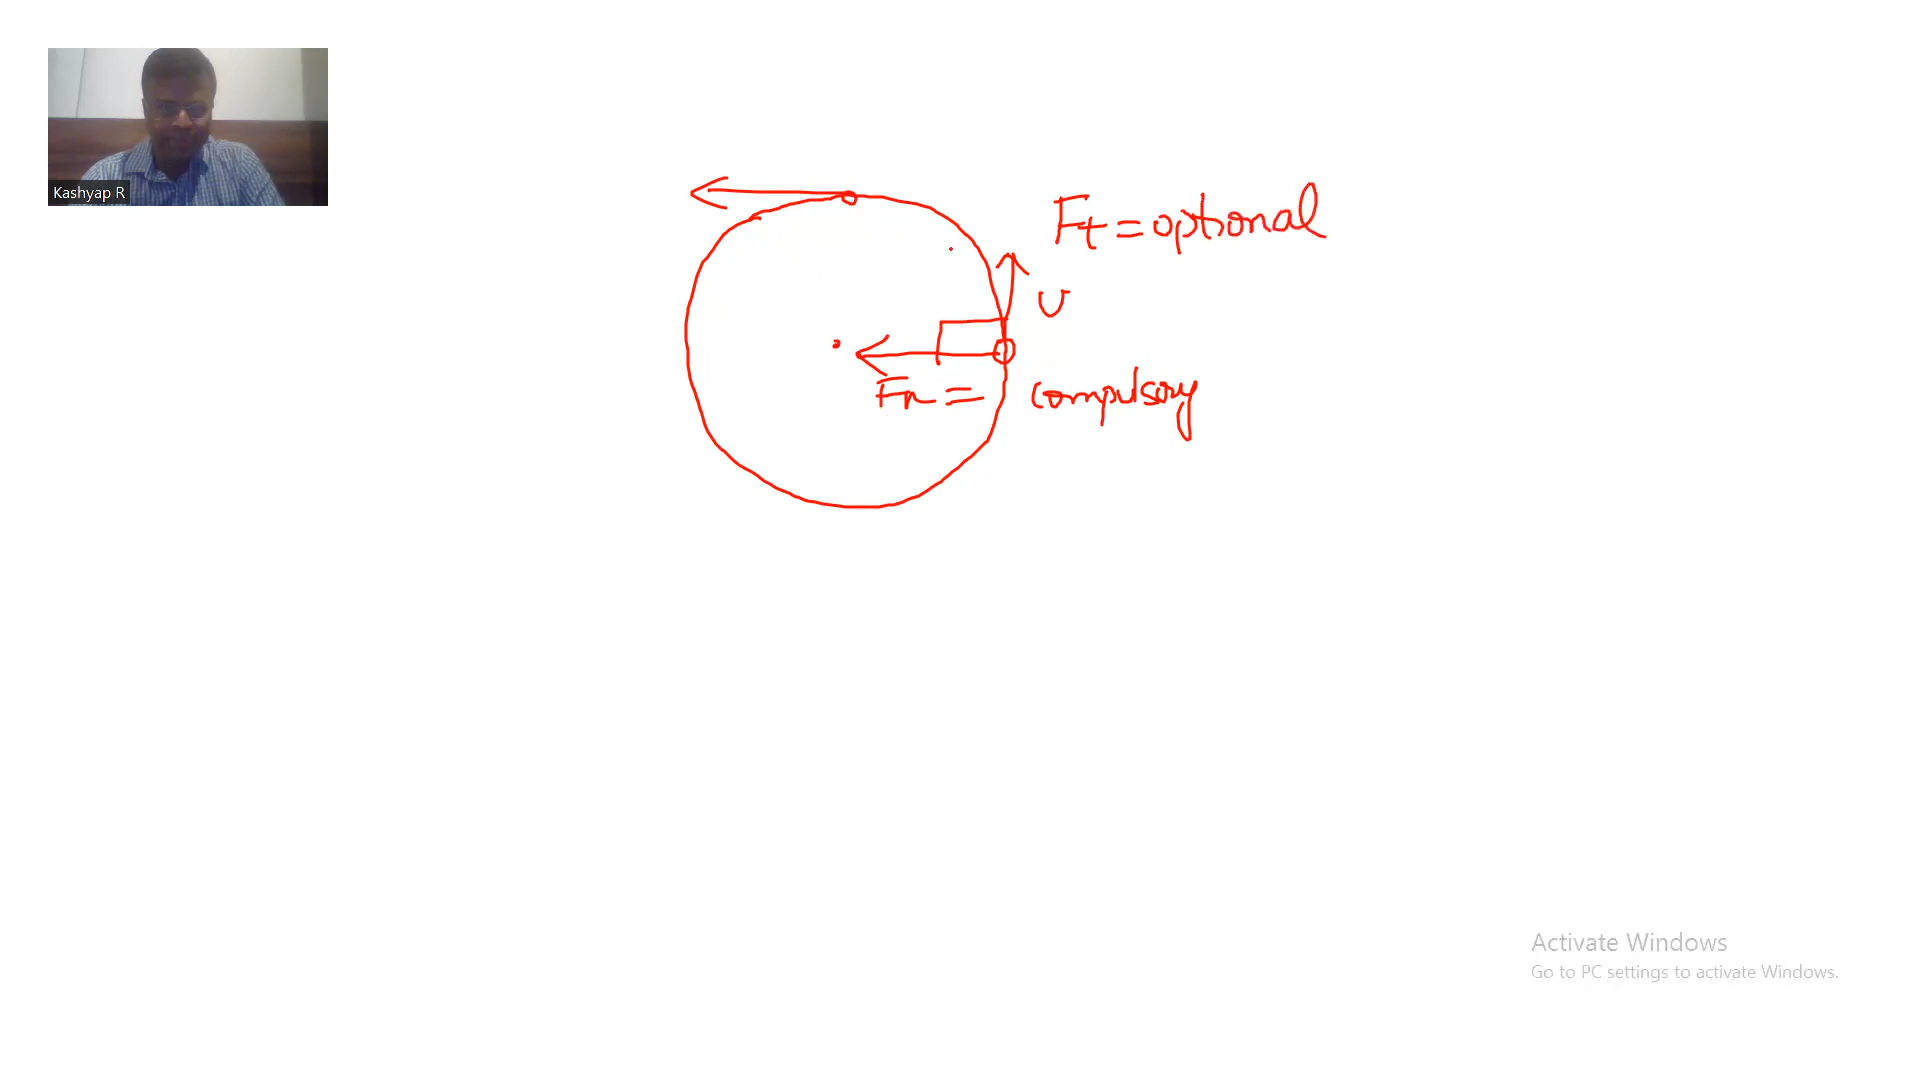 Kashyap R
Ft = optional
v
Fn = compulsory
Activate Windows
Go to PC settings to activate Windows.